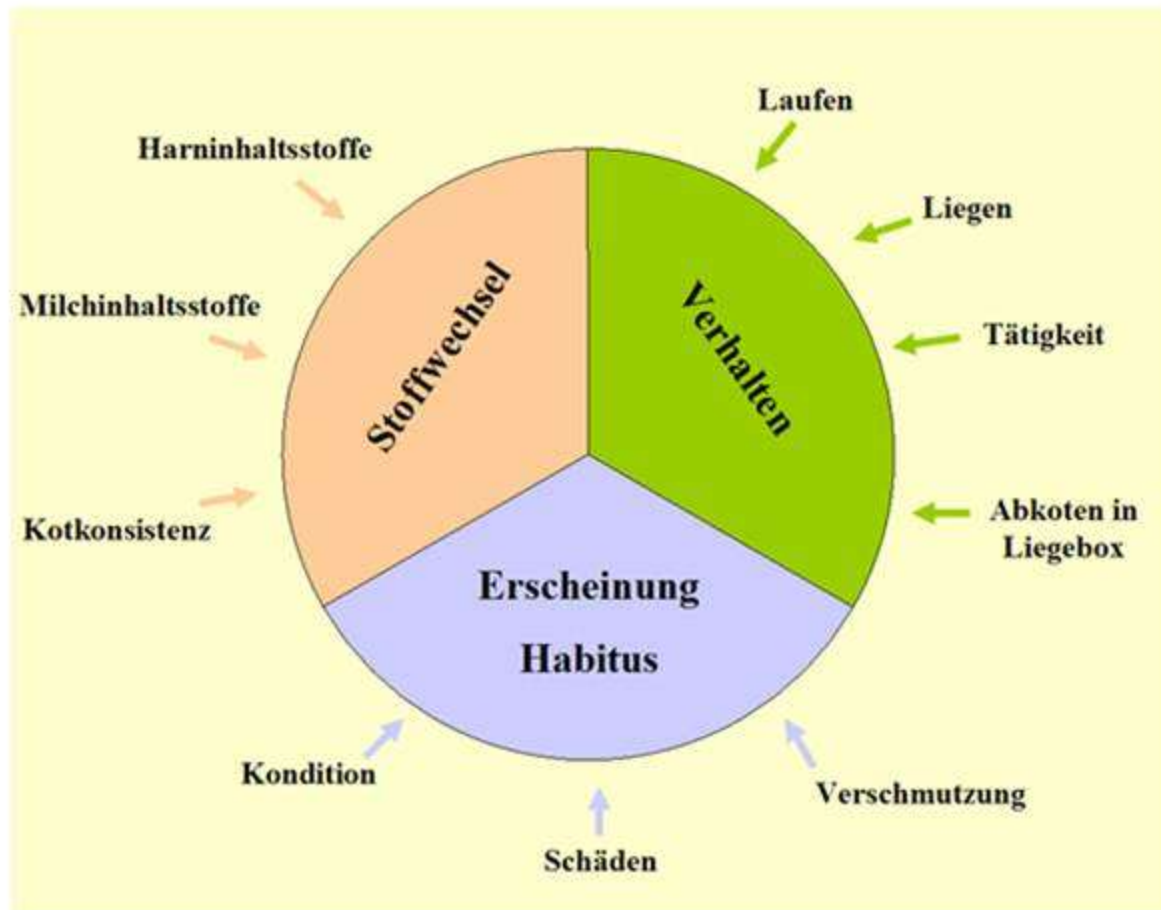 Laufen
Harninhaltsstoffe
Liegen
Milchinhaltsstoffe
Tätigkeit
Stoffwechsel
Verhalten
Kotkonsistenz
Abkoten in
Liegebox
Erscheinung
Habitus
Kondition
Verschmutzung
Schäden